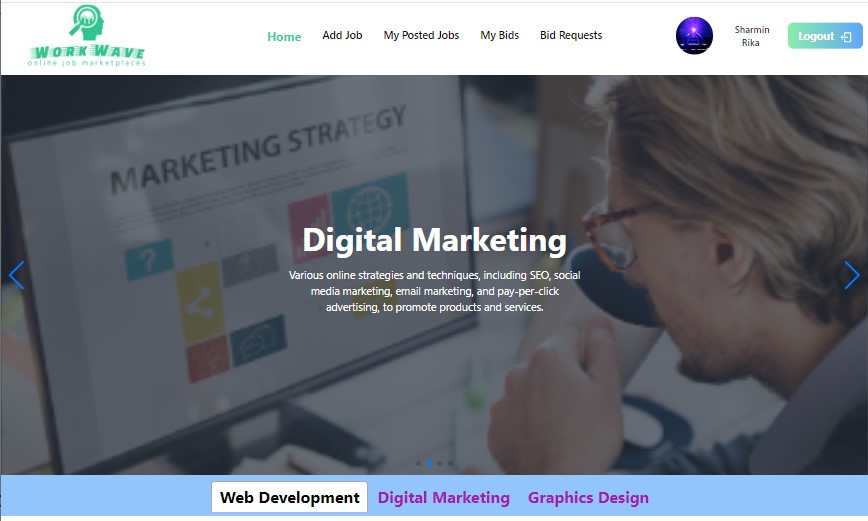 WORK WAVE
online job marketplaces
Home
Add Job
My Posted Jobs
My Bids
Bid Requests
Sharmin
Rika
Logout
MARKETING STRATEGY
?
Digital Marketing
Various online strategies and techniques, including SEO, social
media marketing, email marketing, and pay-per-click
advertising, to promote products and services.
Web Development
Digital Marketing
Graphics Design